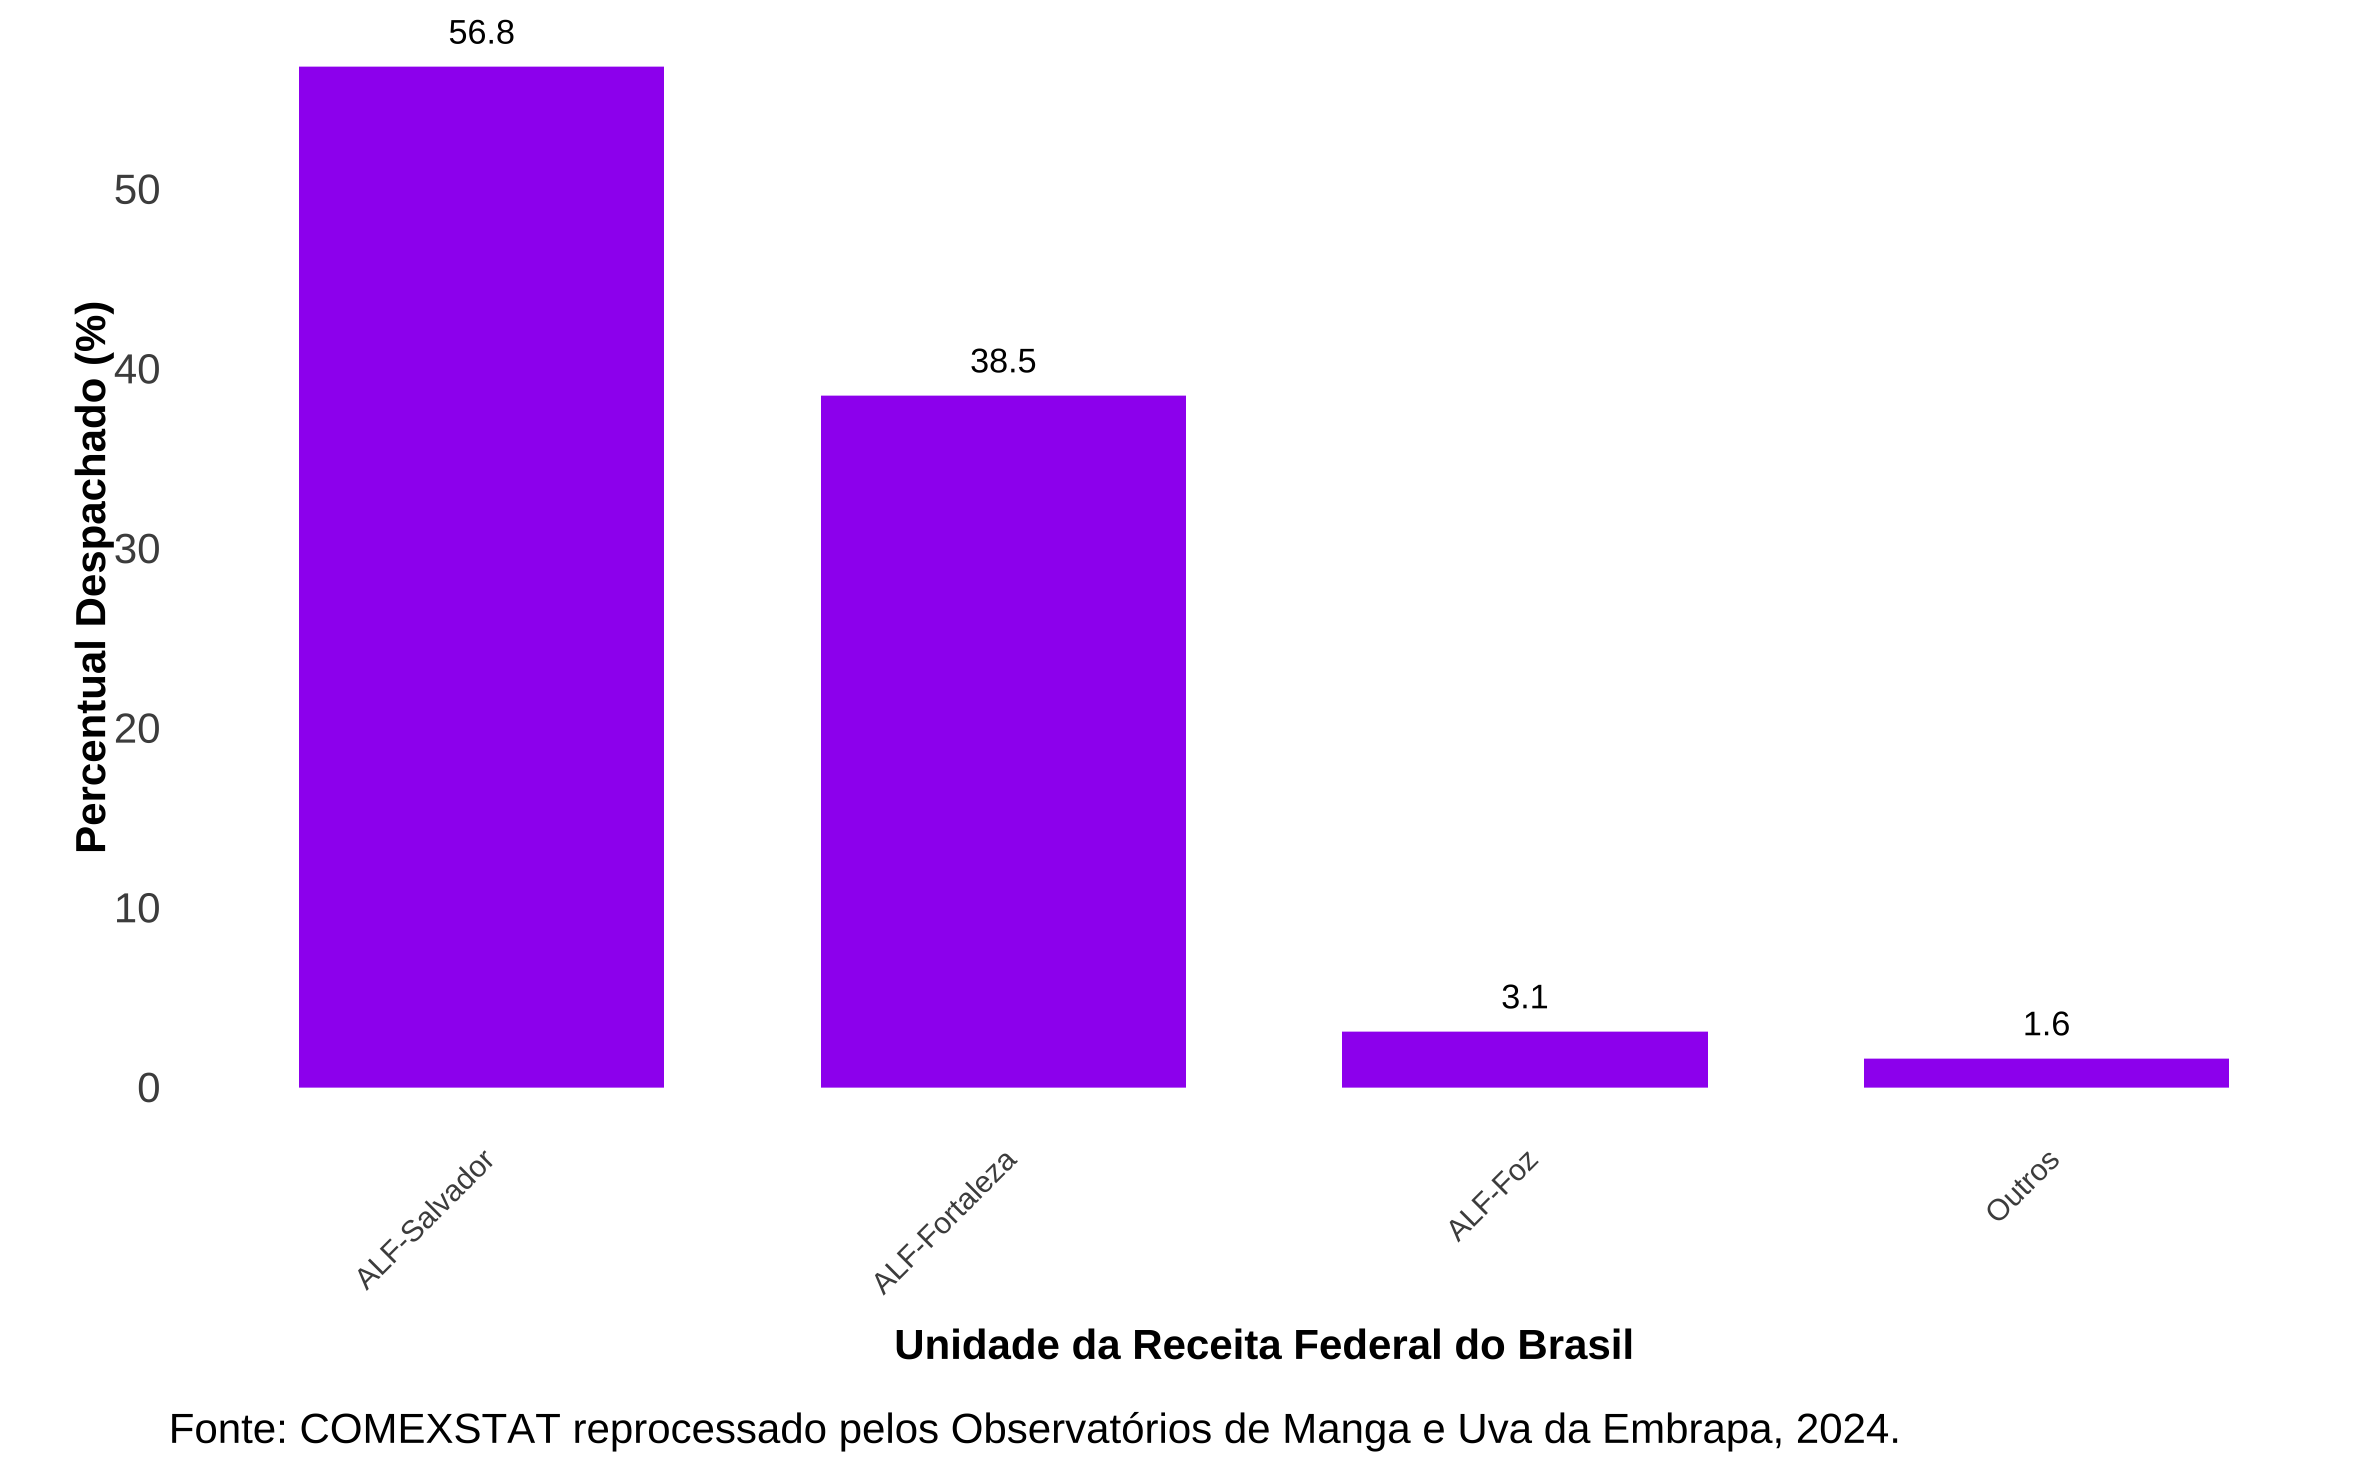 56.8
38.5
3.1
1.6
50
40
30
20
10
0
Percentual Despachado (%)
ALF-Salvador
ALF-Fortaleza
ALF-Foz
Outros
Unidade da Receita Federal do Brasil
Fonte: COMEXSTAT reprocessado pelos Observatórios de Manga e Uva da Embrapa, 2024.